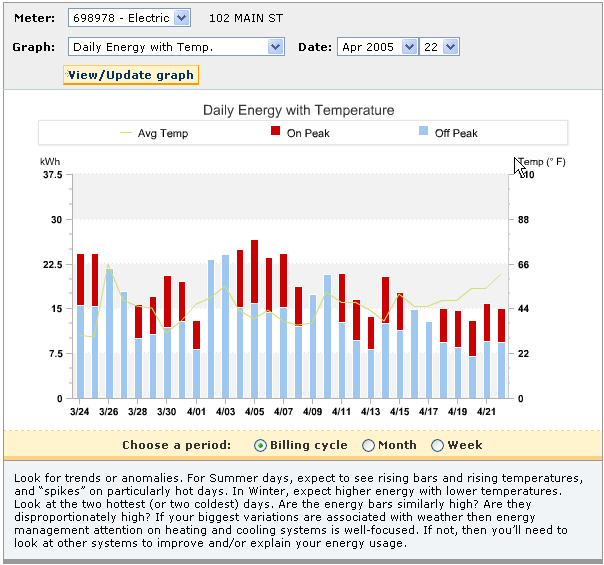 Meter: 698978 - Electric 102 MAIN ST
Graph: Daily Energy with Temp. Date: Apr 2005 22
View/Update graph
Daily Energy with Temperature
Avg Temp On Peak Off Peak
kWh Temp (° F)
37.5
30 88
22.5 66
15 44
7.5 22
0 0
3/24 3/26 3/28 3/30 4/01 4/03 4/05 4/07 4/09 4/11 4/13 4/15 4/17 4/19 4/21
Choose a period: Billing cycle Month Week
Look for trends or anomalies. For Summer days, expect to see rising bars and rising temperatures,
and “spikes” on particularly hot days. In Winter, expect higher energy with lower temperatures.
Look at the two hottest (or two coldest) days. Are the energy bars similarly high? Are they
disproportionately high? If your biggest variations are associated with weather then energy
management attention on heating and cooling systems is well-focused. If not, then you’ll need to
look at other systems to improve and/or explain your energy usage.